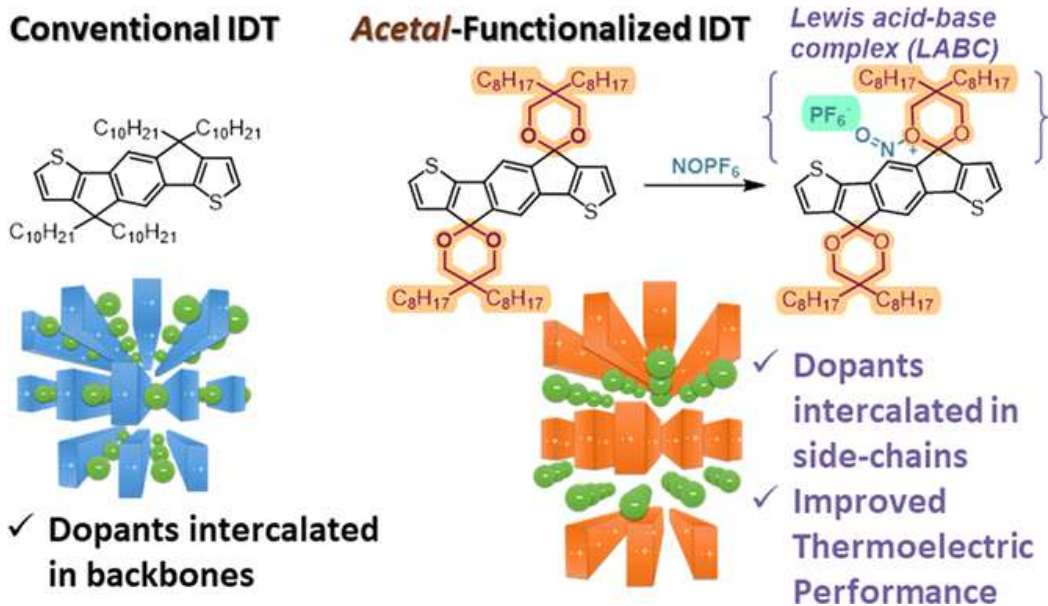 Conventional IDT
C10H21
C10H21
S
S
C10H21
C10H21
✓ Dopants intercalated
in backbones
Acetal-Functionalized IDT
C8H17
C8H17
O
O
S
S
O
O
C8H17
C8H17
NOPF6
Lewis acid-base
complex (LABC)
C8H17
C8H17
PF6-
O
N
O
+
O
S
S
O
O
C8H17
C8H17
✓ Dopants
intercalated in
side-chains
✓ Improved
Thermoelectric
Performance